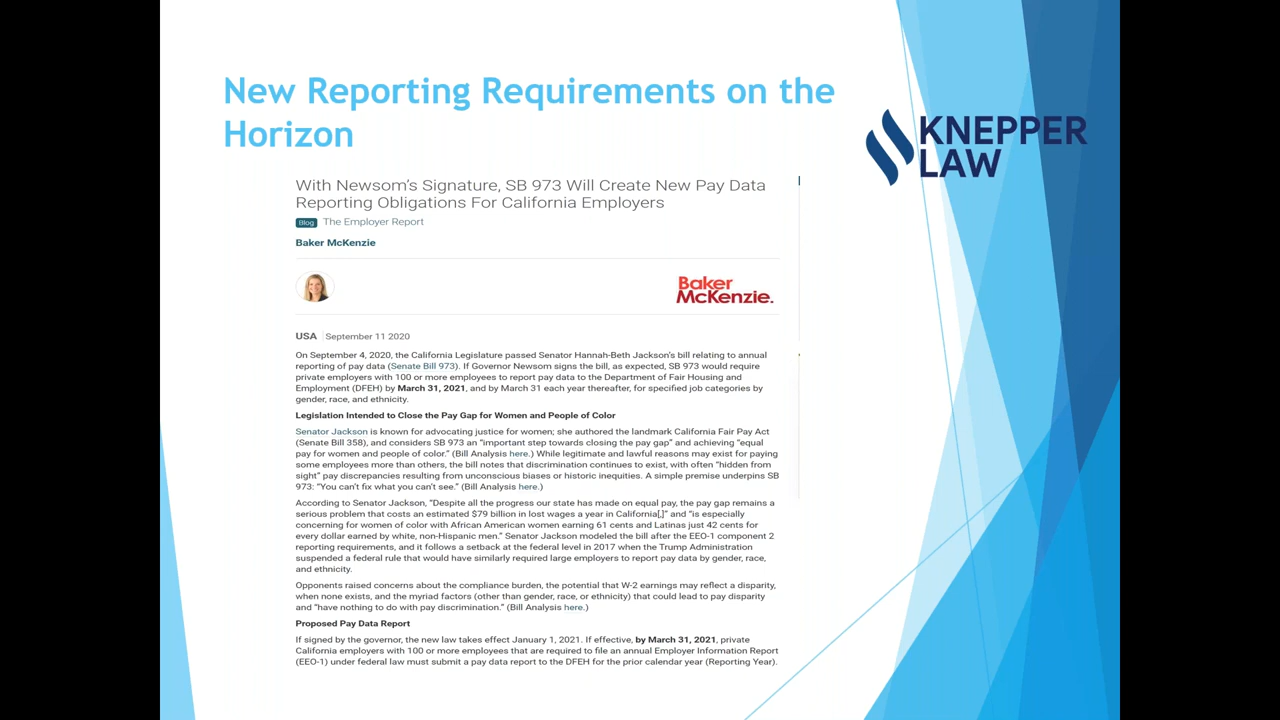 New Reporting Requirements on the
Horizon
KNEPPER
LAW
With Newsom's Signature, SB 973 Will Create New Pay Data
Reporting Obligations For California Employers
Blog The Employer Report
Baker McKenzie
Baker
McKenzie.
USA September 11 2020
On September 4, 2020, the California Legislature passed Senator Hannah-Beth Jackson's bill relating to annual
reporting of pay data (Senate Bill 973). If Governor Newsom signs the bill, as expected, SB 973 would require
private employers with 100 or more employees to report pay data to the Department of Fair Housing and
Employment (DFEH) by March 31, 2021, and by March 31 each year thereafter, for specified job categories by
gender, race, and ethnicity.
Legislation Intended to Close the Pay Gap for Women and People of Color
Senator Jackson is known for advocating justice for women; she authored the landmark California Fair Pay Act
(Senate Bill 358), and considers SB 973 an “important step towards closing the pay gap” and achieving “equal
pay for women and people of color.” (Bill Analysis here.) While legitimate and lawful reasons may exist for paying
some employees more than others, the bill notes that discrimination continues to exist, with often “hidden from
sight” pay discrepancies resulting from unconscious biases or historic inequities. A simple premise underpins SB
973: “You can't fix what you can't see.” (Bill Analysis here.)
According to Senator Jackson, “Despite all the progress our state has made on equal pay, the pay gap remains a
serious problem that costs an estimated $79 billion in lost wages a year in California[,]” and “is especially
concerning for women of color with African American women earning 61 cents and Latinas just 42 cents for
every dollar earned by white, non-Hispanic men.” Senator Jackson modeled the bill after the EEO-1 component 2
reporting requirements, and it follows a setback at the federal level in 2017 when the Trump Administration
suspended a federal rule that would have similarly required large employers to report pay data by gender, race,
and ethnicity.
Opponents raised concerns about the compliance burden, the potential that W-2 earnings may reflect a disparity,
when none exists, and the myriad factors (other than gender, race, or ethnicity) that could lead to pay disparity
and “have nothing to do with pay discrimination.” (Bill Analysis here.)
Proposed Pay Data Report
If signed by the governor, the new law takes effect January 1, 2021. If effective, by March 31, 2021, private
California employers with 100 or more employees that are required to file an annual Employer Information Report
(EEO-1) under federal law must submit a pay data report to the DFEH for the prior calendar year (Reporting Year).